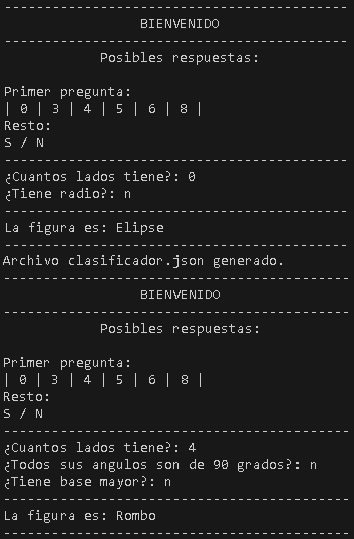 -------------------------------------------
BIENVENIDO
-------------------------------------------
Posibles respuestas:
Primer pregunta:
| 0 | 3 | 4 | 5 | 6 | 8 |
Resto:
S / N
-------------------------------------------
¿Cuantos lados tiene?: 0
¿Tiene radio?: n
-------------------------------------------
La figura es: Elipse
-------------------------------------------
Archivo clasificador.json generado.
-------------------------------------------
BIENVENIDO
-------------------------------------------
Posibles respuestas:
Primer pregunta:
| 0 | 3 | 4 | 5 | 6 | 8 |
Resto:
S / N
-------------------------------------------
¿Cuantos lados tiene?: 4
¿Todos sus angulos son de 90 grados?: n
¿Tiene base mayor?: n
-------------------------------------------
La figura es: Rombo
-------------------------------------------